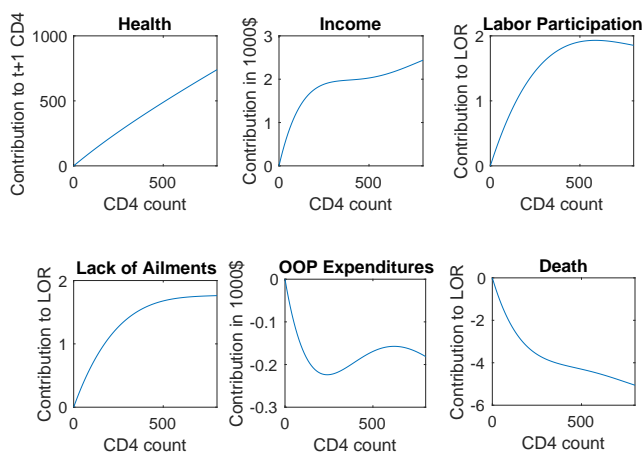 Health
Contribution to t+1 CD4
1000
500
0
0
500
CD4 count
Income
Contribution in 1000$
3
2
1
0
0
500
CD4 count
Labor Participation
Contribution to LOR
2
1
0
0
500
CD4 count
Lack of Ailments
Contribution to LOR
2
1
0
0
500
CD4 count
OOP Expenditures
Contribution in 1000$
0
-0.1
-0.2
-0.3
0
500
CD4 count
Death
Contribution to LOR
0
-2
-4
-6
0
500
CD4 count